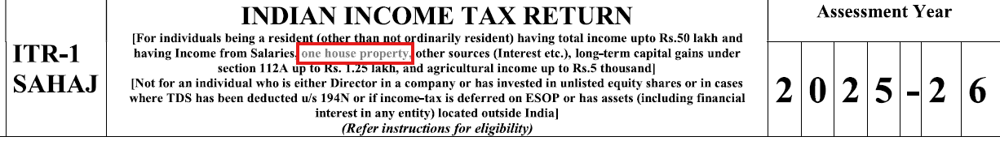 ITR-1
SAHAJ
INDIAN INCOME TAX RETURN
[For individuals being a resident (other than not ordinarily resident) having total income upto Rs.50 lakh and
having Income from Salaries, one house property, other sources (Interest etc.), long-term capital gains under
section 112A up to Rs. 1.25 lakh, and agricultural income up to Rs.5 thousand]
[Not for an individual who is either Director in a company or has invested in unlisted equity shares or in cases
where TDS has been deducted u/s 194N or if income-tax is deferred on ESOP or has assets (including financial
interest in any entity) located outside India]
(Refer instructions for eligibility)
Assessment Year
2 0 2 5 - 2 6